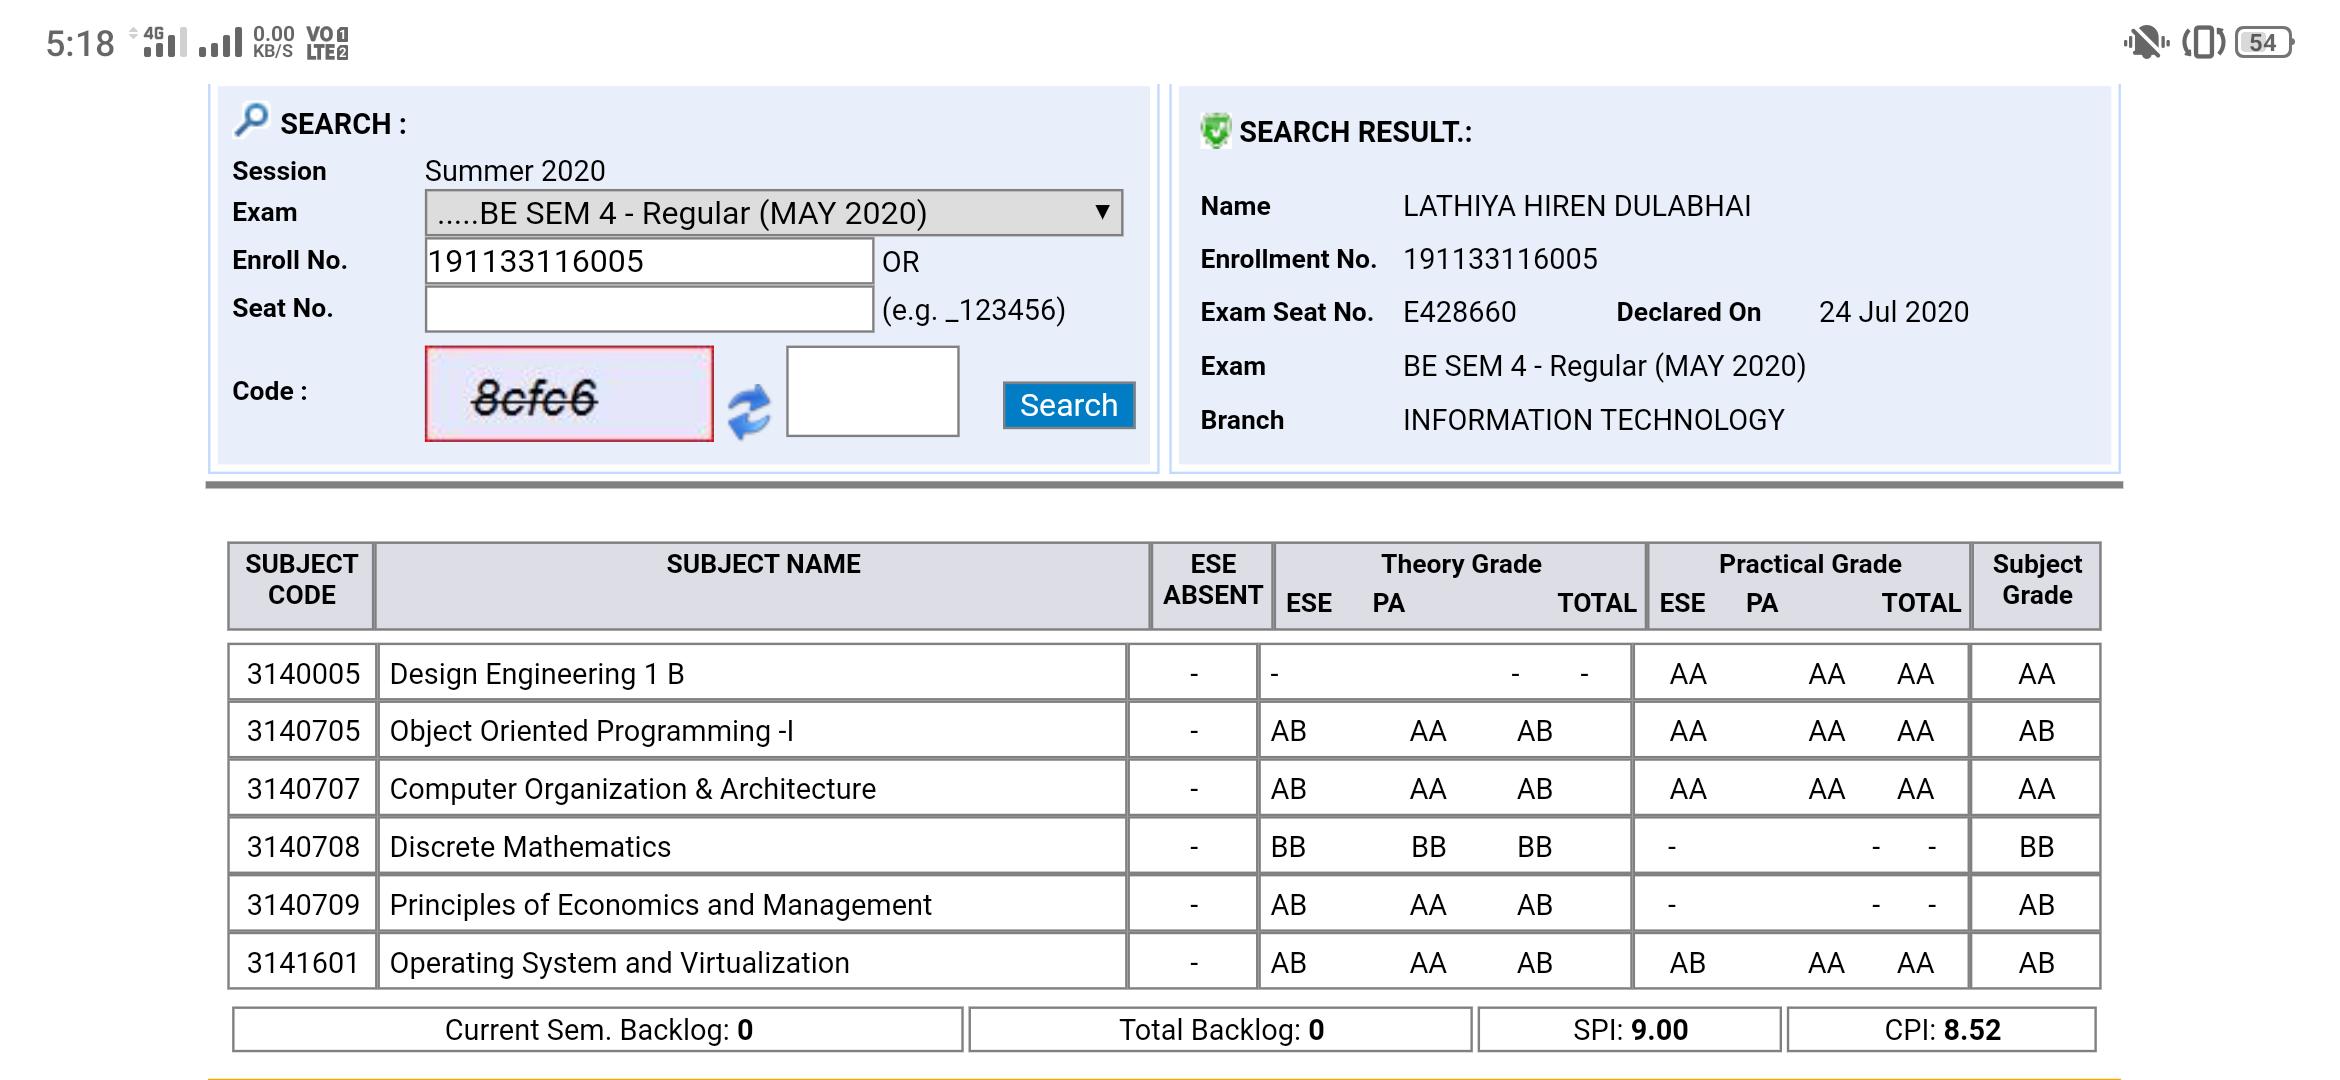 5:18 4G 0.00 KB/S VO 1 LTE 2 54
SEARCH :
Session Summer 2020
Exam .....BE SEM 4 - Regular (MAY 2020) ▼
Enroll No. 191133116005 OR
Seat No. (e.g. _123456)
Code : 8cfc6 Search
SEARCH RESULT.:
Name LATHIYA HIREN DULABHAI
Enrollment No. 191133116005
Exam Seat No. E428660 Declared On 24 Jul 2020
Exam BE SEM 4 - Regular (MAY 2020)
Branch INFORMATION TECHNOLOGY
SUBJECT CODE SUBJECT NAME ESE ABSENT Theory Grade Practical Grade Subject Grade
ESE PA TOTAL ESE PA TOTAL
3140005 Design Engineering 1 B - - - - AA AA AA AA
3140705 Object Oriented Programming -I - AB AA AB AA AA AA AB
3140707 Computer Organization & Architecture - AB AA AB AA AA AA AA
3140708 Discrete Mathematics - BB BB BB - - - BB
3140709 Principles of Economics and Management - AB AA AB - - - AB
3141601 Operating System and Virtualization - AB AA AB AB AA AA AB
Current Sem. Backlog: 0 Total Backlog: 0 SPI: 9.00 CPI: 8.52